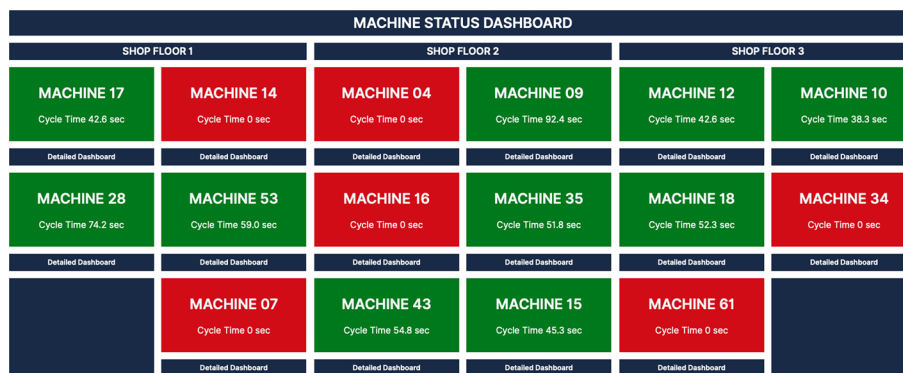 MACHINE STATUS DASHBOARD
SHOP FLOOR 1
SHOP FLOOR 2
SHOP FLOOR 3
MACHINE 17
Cycle Time 42.6 sec
MACHINE 14
Cycle Time 0 sec
MACHINE 04
Cycle Time 0 sec
MACHINE 09
Cycle Time 92.4 sec
MACHINE 12
Cycle Time 42.6 sec
MACHINE 10
Cycle Time 38.3 sec
Detailed Dashboard
Detailed Dashboard
Detailed Dashboard
Detailed Dashboard
Detailed Dashboard
Detailed Dashboard
MACHINE 28
Cycle Time 74.2 sec
MACHINE 53
Cycle Time 59.0 sec
MACHINE 16
Cycle Time 0 sec
MACHINE 35
Cycle Time 51.8 sec
MACHINE 18
Cycle Time 52.3 sec
MACHINE 34
Cycle Time 0 sec
Detailed Dashboard
Detailed Dashboard
Detailed Dashboard
Detailed Dashboard
Detailed Dashboard
Detailed Dashboard
MACHINE 07
Cycle Time 0 sec
MACHINE 43
Cycle Time 54.8 sec
MACHINE 15
Cycle Time 45.3 sec
MACHINE 61
Cycle Time 0 sec
Detailed Dashboard
Detailed Dashboard
Detailed Dashboard
Detailed Dashboard